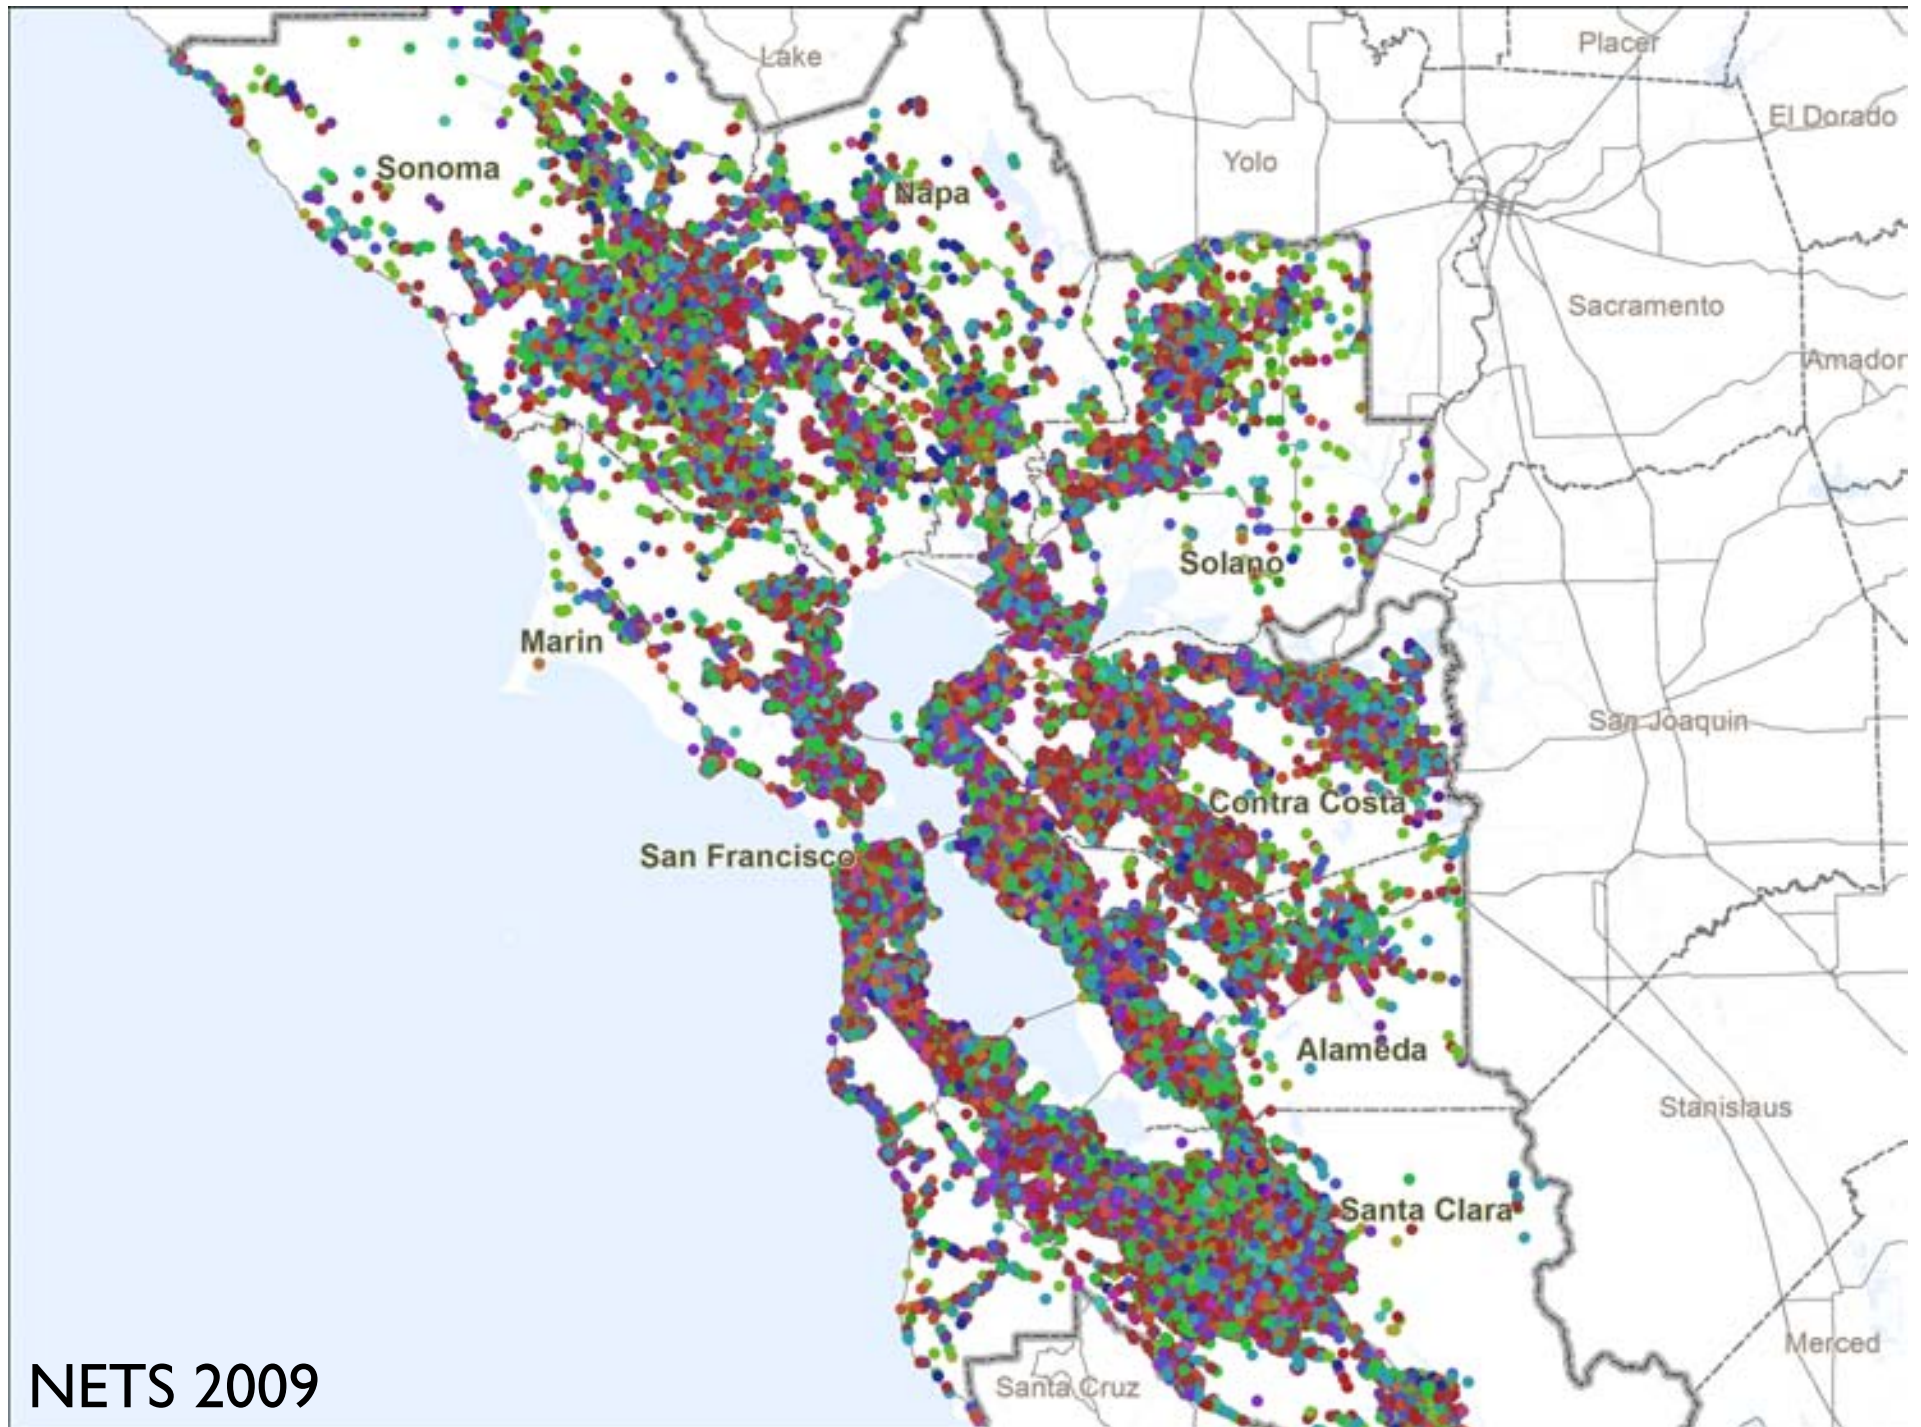 Placer
Lake
El Dorado
Yolo
Sonoma
Napa
Sacramento
Amador
Solano
Marin
San Joaquin
Contra Costa
San Francisco
Alameda
Stanislaus
Santa Clara
Merced
Santa Cruz
NETS 2009